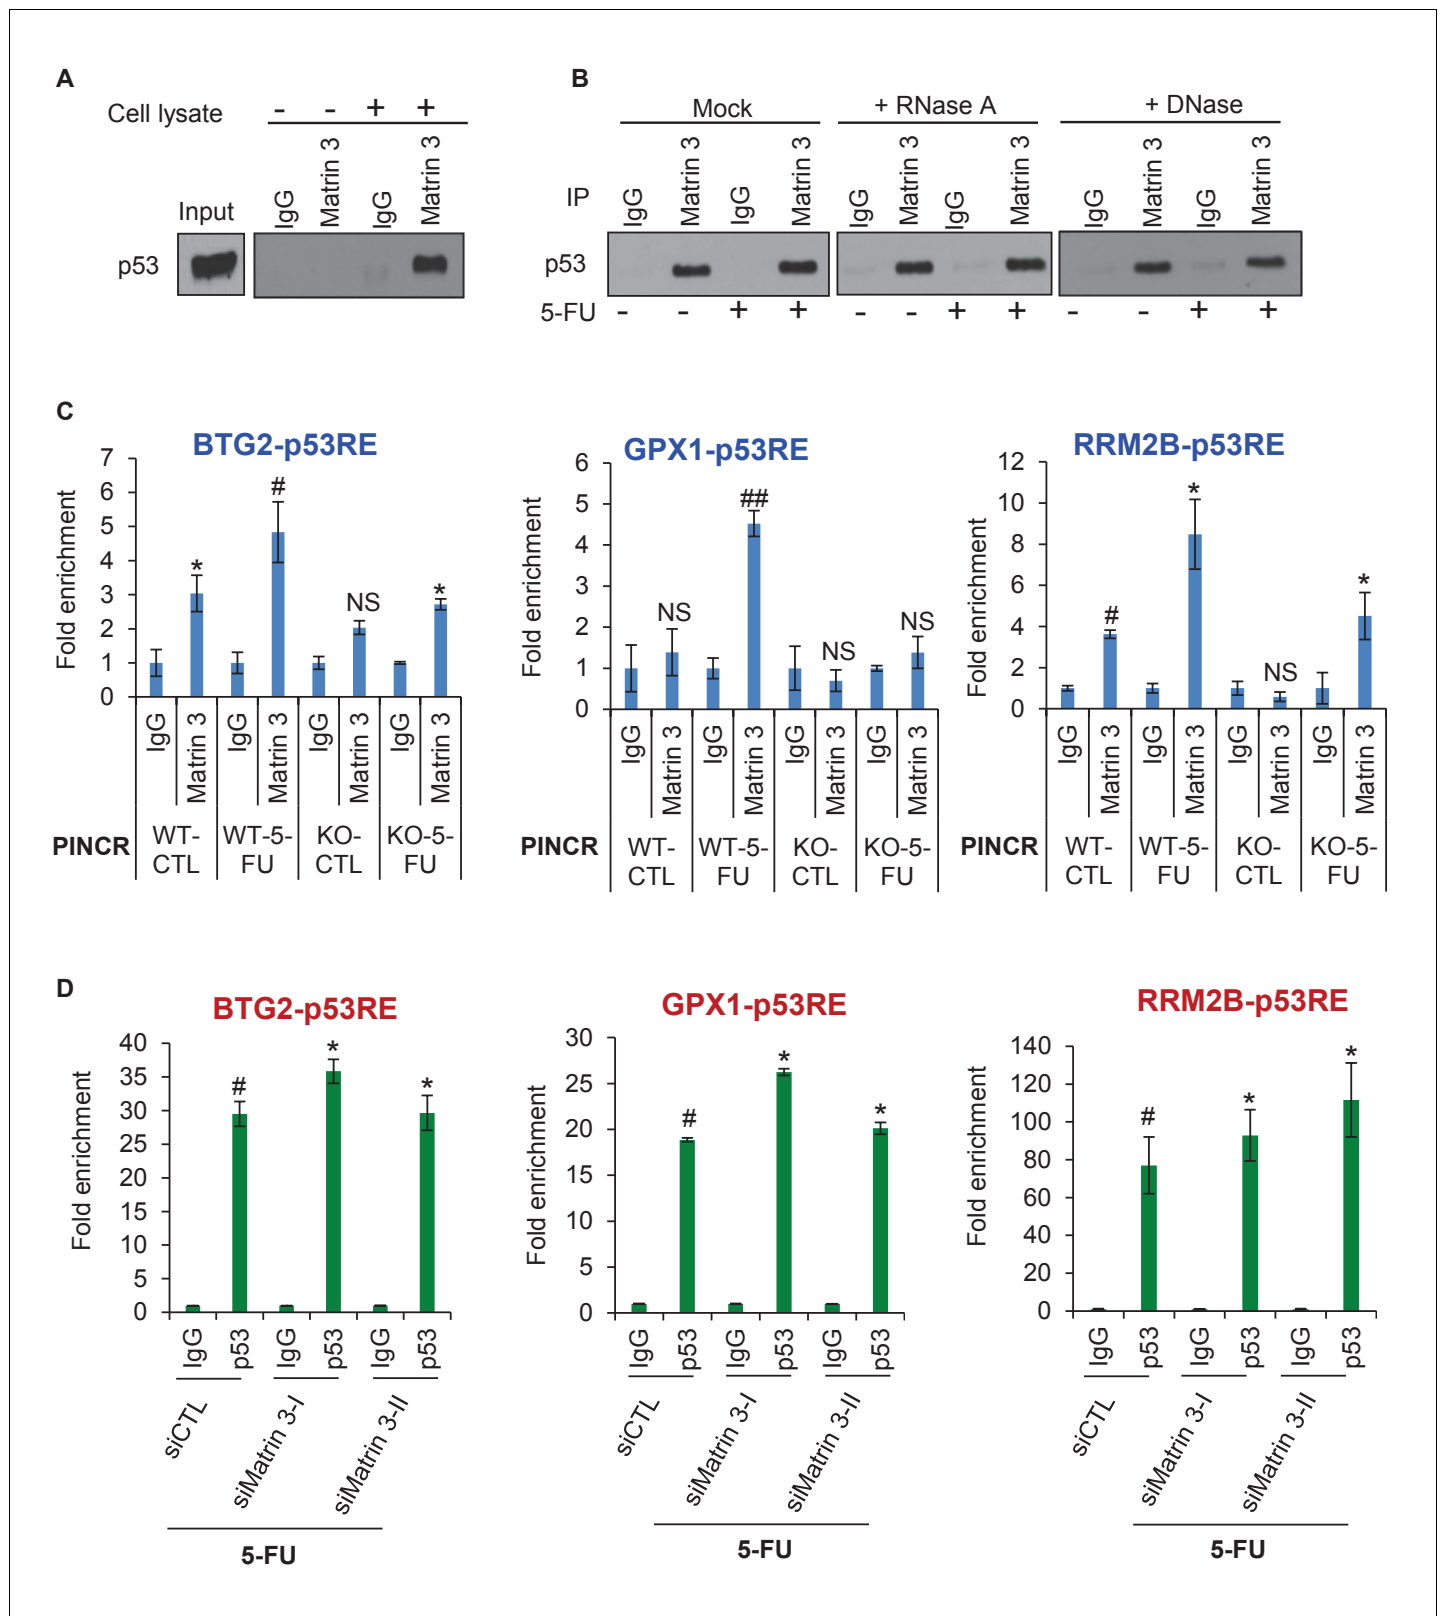 A
Cell lysate - - + +
Input IgG Matrin 3 IgG Matrin 3
p53
B
Mock + RNase A + DNase
IP IgG Matrin 3 IgG Matrin 3 IgG Matrin 3 IgG Matrin 3 IgG Matrin 3 IgG Matrin 3
p53
5-FU - - + + - - + + - - + +
C
BTG2-p53RE
Fold enrichment
7
6
5
4
3
2
1
0
* # NS *
IgG Matrin 3 IgG Matrin 3 IgG Matrin 3 IgG Matrin 3
PINCR WT-CTL WT-5-FU KO-CTL KO-5-FU
GPX1-p53RE
Fold enrichment
6
5
4
3
2
1
0
NS ## NS NS
IgG Matrin 3 IgG Matrin 3 IgG Matrin 3 IgG Matrin 3
PINCR WT-CTL WT-5-FU KO-CTL KO-5-FU
RRM2B-p53RE
Fold enrichment
12
10
8
6
4
2
0
# * NS *
IgG Matrin 3 IgG Matrin 3 IgG Matrin 3 IgG Matrin 3
PINCR WT-CTL WT-5-FU KO-CTL KO-5-FU
D
BTG2-p53RE
Fold enrichment
40
35
30
25
20
15
10
5
0
# * *
IgG p53 IgG p53 IgG p53
siCTL siMatrin 3-I siMatrin 3-II
5-FU
GPX1-p53RE
Fold enrichment
30
25
20
15
10
5
0
# * *
IgG p53 IgG p53 IgG p53
siCTL siMatrin 3-I siMatrin 3-II
5-FU
RRM2B-p53RE
Fold enrichment
140
120
100
80
60
40
20
0
# * *
IgG p53 IgG p53 IgG p53
siCTL siMatrin 3-I siMatrin 3-II
5-FU